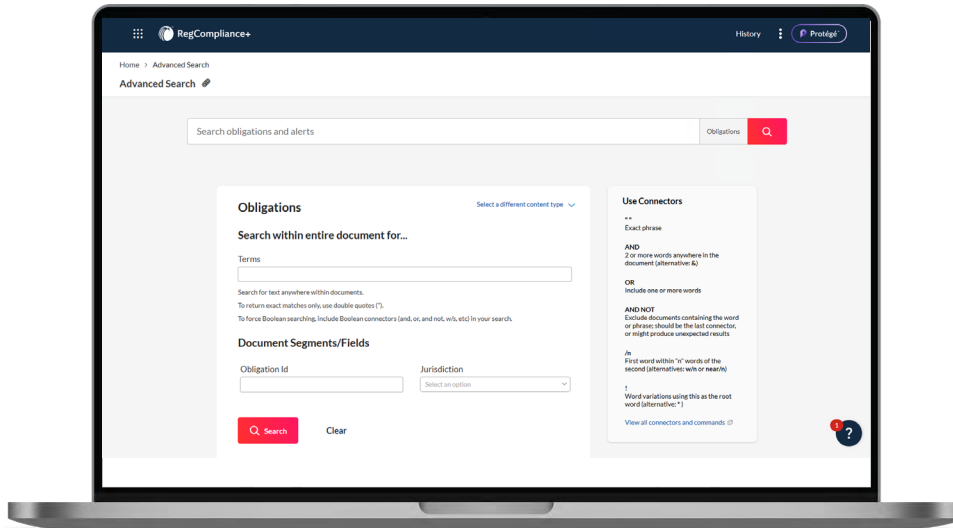 RegCompliance+
History
Protégé
Home > Advanced Search
Advanced Search
Search obligations and alerts
Obligations
Obligations
Select a different content type
Search within entire document for...
Terms
Search for text anywhere within documents.
To return exact matches only, use double quotes (").
To force Boolean searching, include Boolean connectors (and, or, and not, w/s, etc) in your search.
Document Segments/Fields
Obligation Id
Jurisdiction
Select an option
Search
Clear
Use Connectors
" "
Exact phrase
AND
2 or more words anywhere in the
document (alternative: &)
OR
Include one or more words
AND NOT
Exclude documents containing the word
or phrase; should be the last connector,
or might produce unexpected results
/n
First word within "n" words of the
second (alternatives: w/n or near/n)
!
Word variations using this as the root
word (alternative: * )
View all connectors and commands
1
?